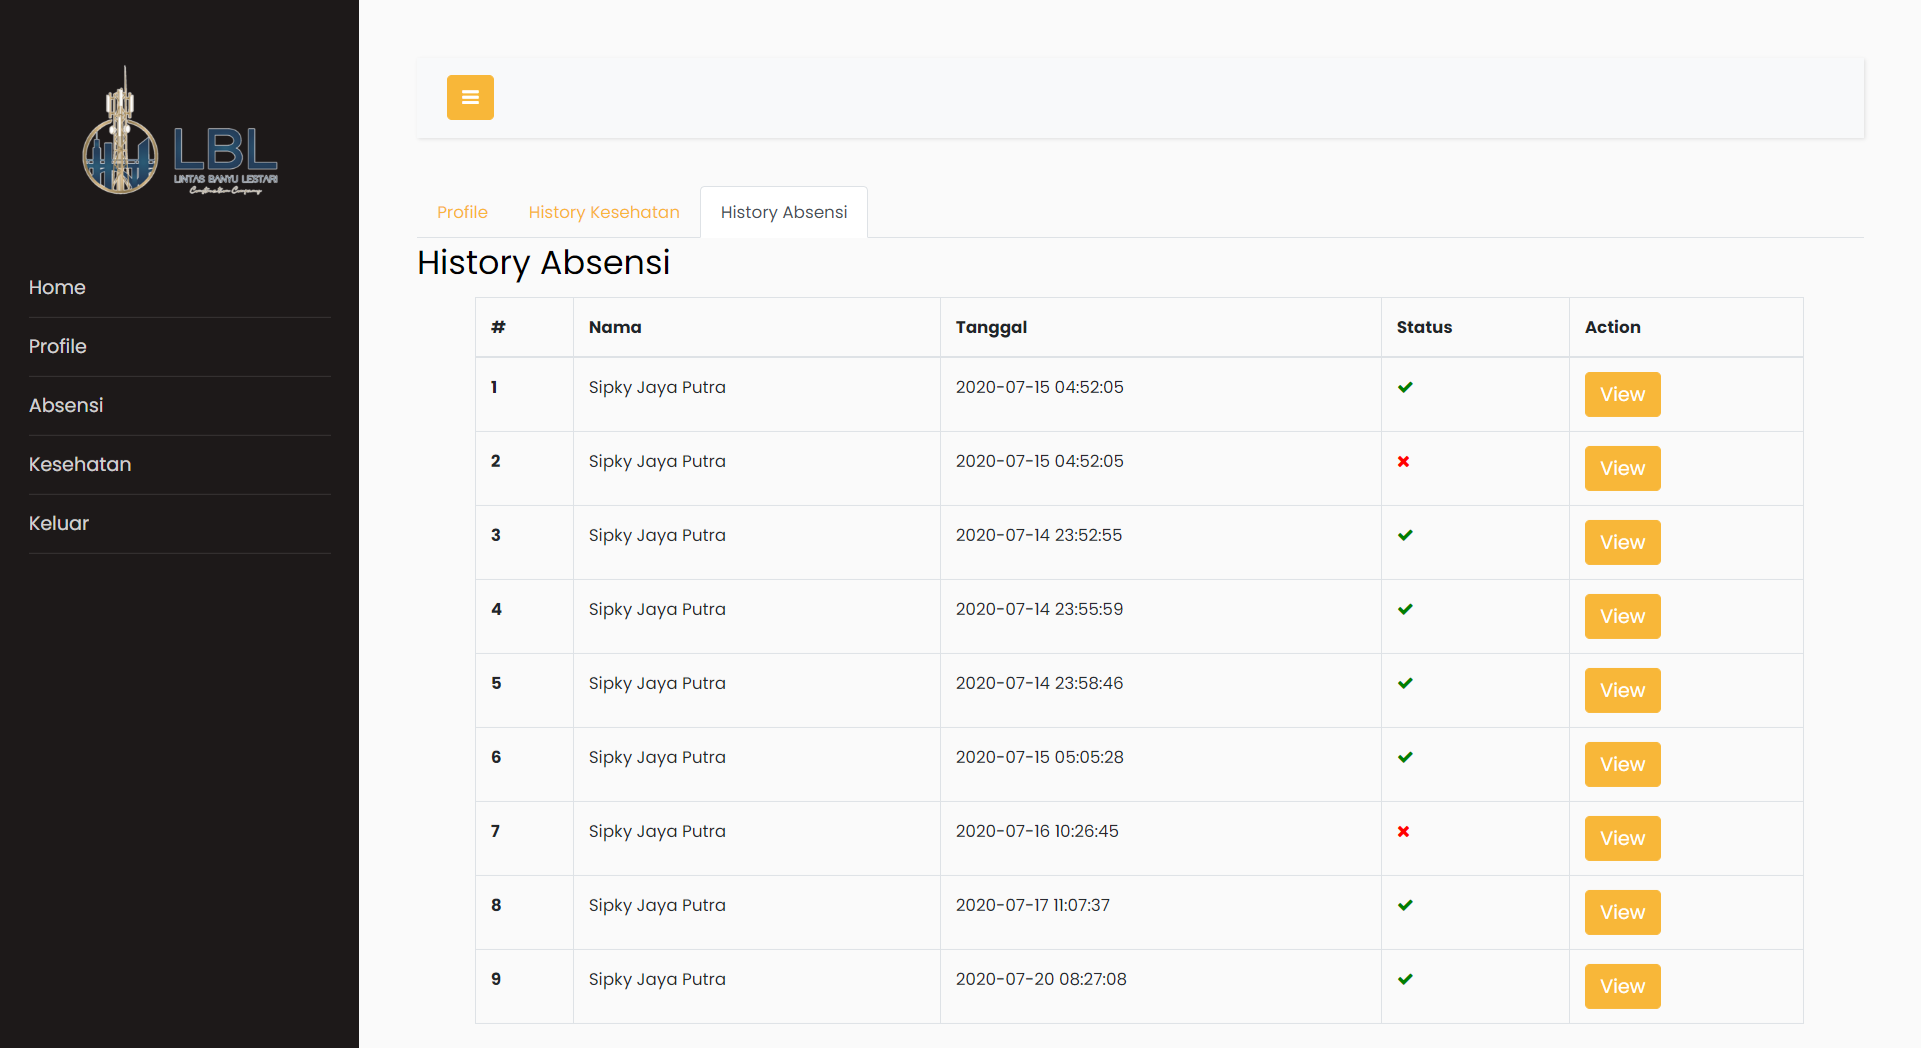 LBL
LINTAS BANYU LESTARI
Construction Company
Home
Profile
Absensi
Kesehatan
Keluar
Profile History Kesehatan History Absensi
History Absensi
# Nama Tanggal Status Action
1 Sipky Jaya Putra 2020-07-15 04:52:05 View
2 Sipky Jaya Putra 2020-07-15 04:52:05 View
3 Sipky Jaya Putra 2020-07-14 23:52:55 View
4 Sipky Jaya Putra 2020-07-14 23:55:59 View
5 Sipky Jaya Putra 2020-07-14 23:58:46 View
6 Sipky Jaya Putra 2020-07-15 05:05:28 View
7 Sipky Jaya Putra 2020-07-16 10:26:45 View
8 Sipky Jaya Putra 2020-07-17 11:07:37 View
9 Sipky Jaya Putra 2020-07-20 08:27:08 View